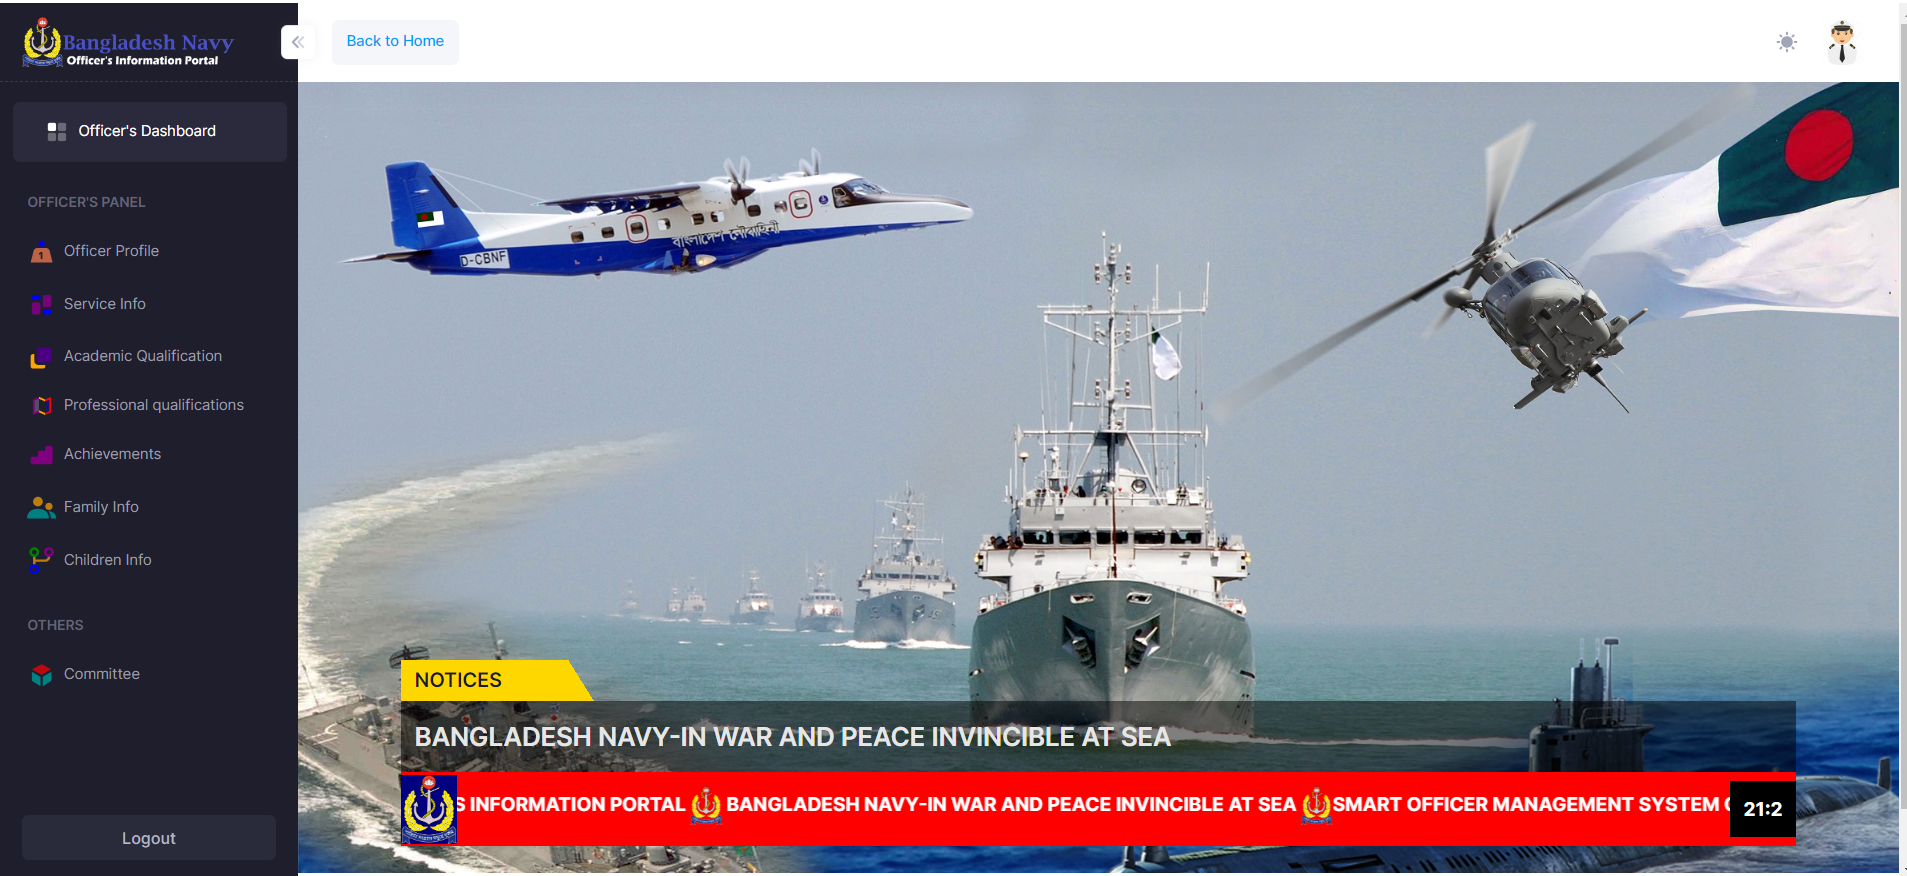 Bangladesh Navy
Officer's Information Portal
Back to Home
Officer's Dashboard
OFFICER'S PANEL
1
Officer Profile
Service Info
Academic Qualification
Professional qualifications
Achievements
Family Info
Children Info
OTHERS
Committee
Logout
বাংলাদেশ নৌবাহিনী
D-CBNF
NOTICES
BANGLADESH NAVY-IN WAR AND PEACE INVINCIBLE AT SEA
S INFORMATION PORTAL BANGLADESH NAVY-IN WAR AND PEACE INVINCIBLE AT SEA SMART OFFICER MANAGEMENT SYSTEM
21:2